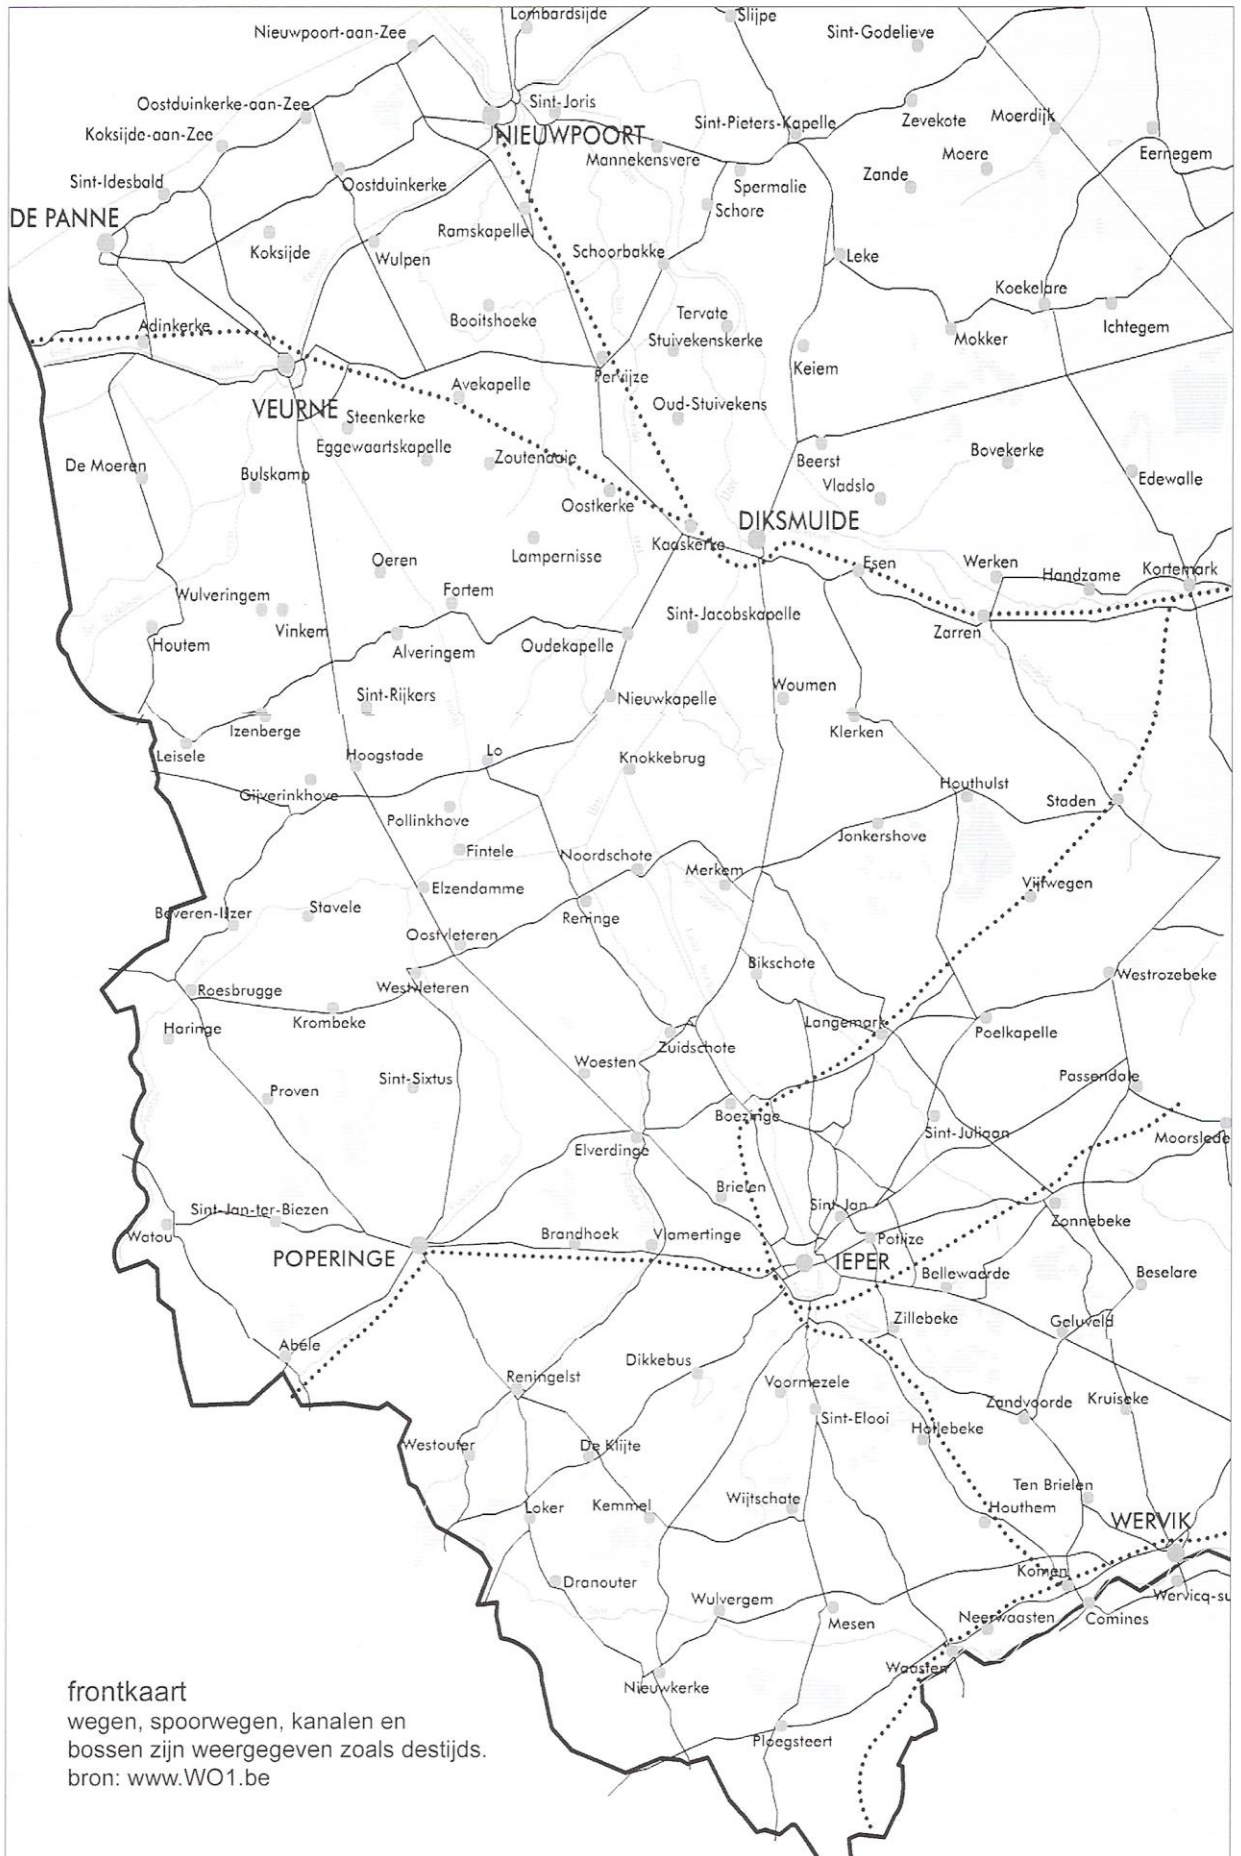 Lombardsijde
Slijpe
Nieuwpoort-aan-Zee
Sint-Godelieve
Oostduinkerke-aan-Zee
Sint-Joris
Koksijde-aan-Zee
NIEUWPOORT
Sint-Pieters-Kapelle
Zevekote
Moerdijk
Mannekensvere
Moere
Eernegem
Sint-Idesbald
Oostduinkerke
Spermalie
Zande
DE PANNE
Schore
Ramskapelle
Koksijde
Wulpen
Schoorbakke
Leke
Koekelare
Booitshoeke
Tervate
Ichtegem
Adinkerke
Stuivekenskerke
Mokker
Keiem
Pervijze
Avekapelle
VEURNE
Steenkerke
Oud-Stuivekens
Eggewaartskapelle
Zoutenaaie
Beerst
Bovekerke
De Moeren
Bulskamp
Vladslo
Edewalle
Oostkerke
DIKSMUIDE
Kaaskerke
Lampernisse
Oeren
Esen
Werken
Handzame
Kortemark
Wulveringem
Fortem
Sint-Jacobskapelle
Vinkem
Zarren
Houtem
Alveringem
Oudekapelle
Sint-Rijkers
Nieuwkapelle
Woumen
Izenberge
Klerken
Leisele
Hoogstade
Lo
Knokkebrug
Gijverinkhove
Houthulst
Staden
Pollinkhove
Jonkershove
Fintele
Noordschote
Merkem
Elzendamme
Vijfwegen
Beveren-IJzer
Stavele
Reninge
Oostvleteren
Bikschote
Westrozebeke
Roesbrugge
Westvleteren
Krombeke
Langemark
Haringe
Poelkapelle
Zuidschote
Woesten
Sint-Sixtus
Passendale
Proven
Boezinge
Sint-Juliaan
Moorslede
Elverdinge
Brielen
Sint-Jan-ter-Biezen
Sint-Jan
Zonnebeke
Watou
Brandhoek
Vlamertinge
Potijze
POPERINGE
IEPER
Bellewaerde
Beselare
Zillebeke
Geluveld
Abéle
Dikkebus
Reningelst
Voormezele
Zandvoorde
Kruiseke
Sint-Elooi
Hollebeke
Westouter
De Klijte
Ten Brielen
Loker
Kemmel
Wijtschate
Houthem
WERVIK
Komen
Dranouter
Wervicq-su
Wulvergem
Mesen
Neerwaasten
Comines
Waasten
Nieuwkerke
Ploegsteert
frontkaart
wegen, spoorwegen, kanalen en
bossen zijn weergegeven zoals destijds.
bron: www.WO1.be